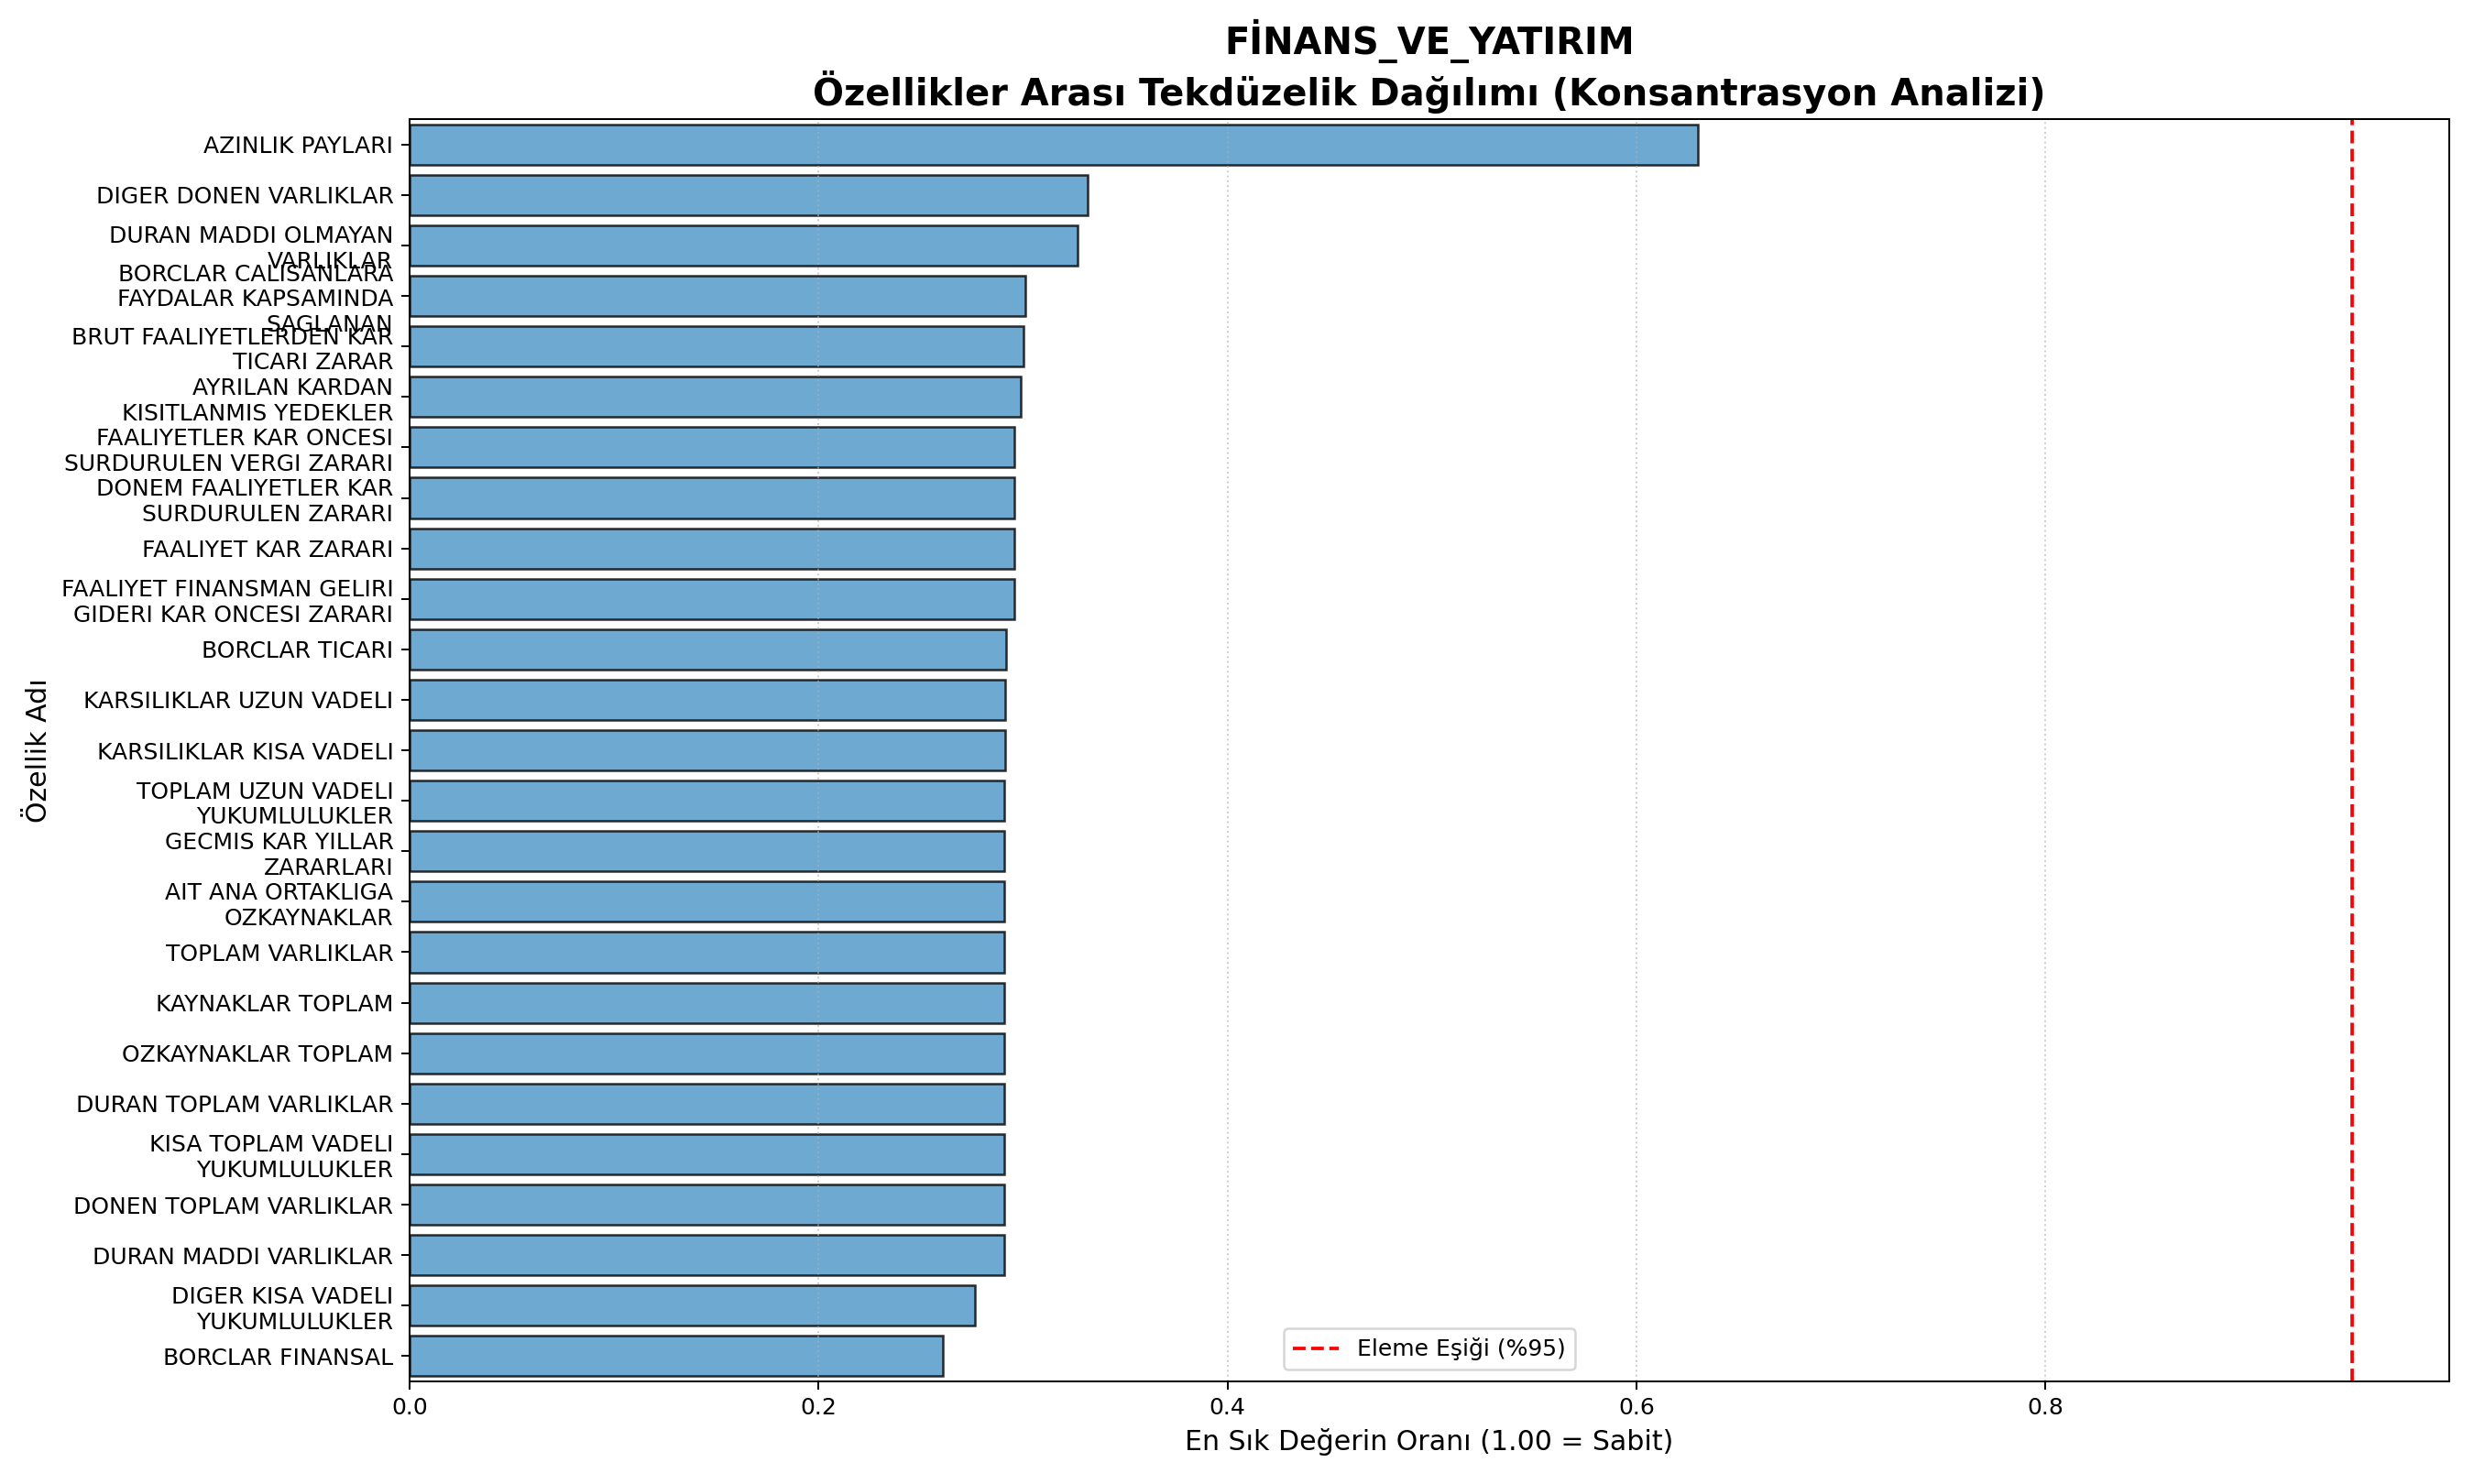 FİNANS_VE_YATIRIM
Özellikler Arası Tekdüzelik Dağılımı (Konsantrasyon Analizi)
Özellik Adı
AZINLIK PAYLARI
DIGER DONEN VARLIKLAR
DURAN MADDI OLMAYAN
VARLIKLAR
BORCLAR CALISANLARA
FAYDALAR KAPSAMINDA
SAGLANAN
BRUT FAALIYETLERDEN KAR
TICARI ZARAR
AYRILAN KARDAN
KISITLANMIS YEDEKLER
FAALIYETLER KAR ONCESI
SURDURULEN VERGI ZARARI
DONEM FAALIYETLER KAR
SURDURULEN ZARARI
FAALIYET KAR ZARARI
FAALIYET FINANSMAN GELIRI
GIDERI KAR ONCESI ZARARI
BORCLAR TICARI
KARSILIKLAR UZUN VADELI
KARSILIKLAR KISA VADELI
TOPLAM UZUN VADELI
YUKUMLULUKLER
GECMIS KAR YILLAR
ZARARLARI
AIT ANA ORTAKLIGA
OZKAYNAKLAR
TOPLAM VARLIKLAR
KAYNAKLAR TOPLAM
OZKAYNAKLAR TOPLAM
DURAN TOPLAM VARLIKLAR
KISA TOPLAM VADELI
YUKUMLULUKLER
DONEN TOPLAM VARLIKLAR
DURAN MADDI VARLIKLAR
DIGER KISA VADELI
YUKUMLULUKLER
BORCLAR FINANSAL
Eleme Eşiği (%95)
0.0 0.2 0.4 0.6 0.8
En Sık Değerin Oranı (1.00 = Sabit)